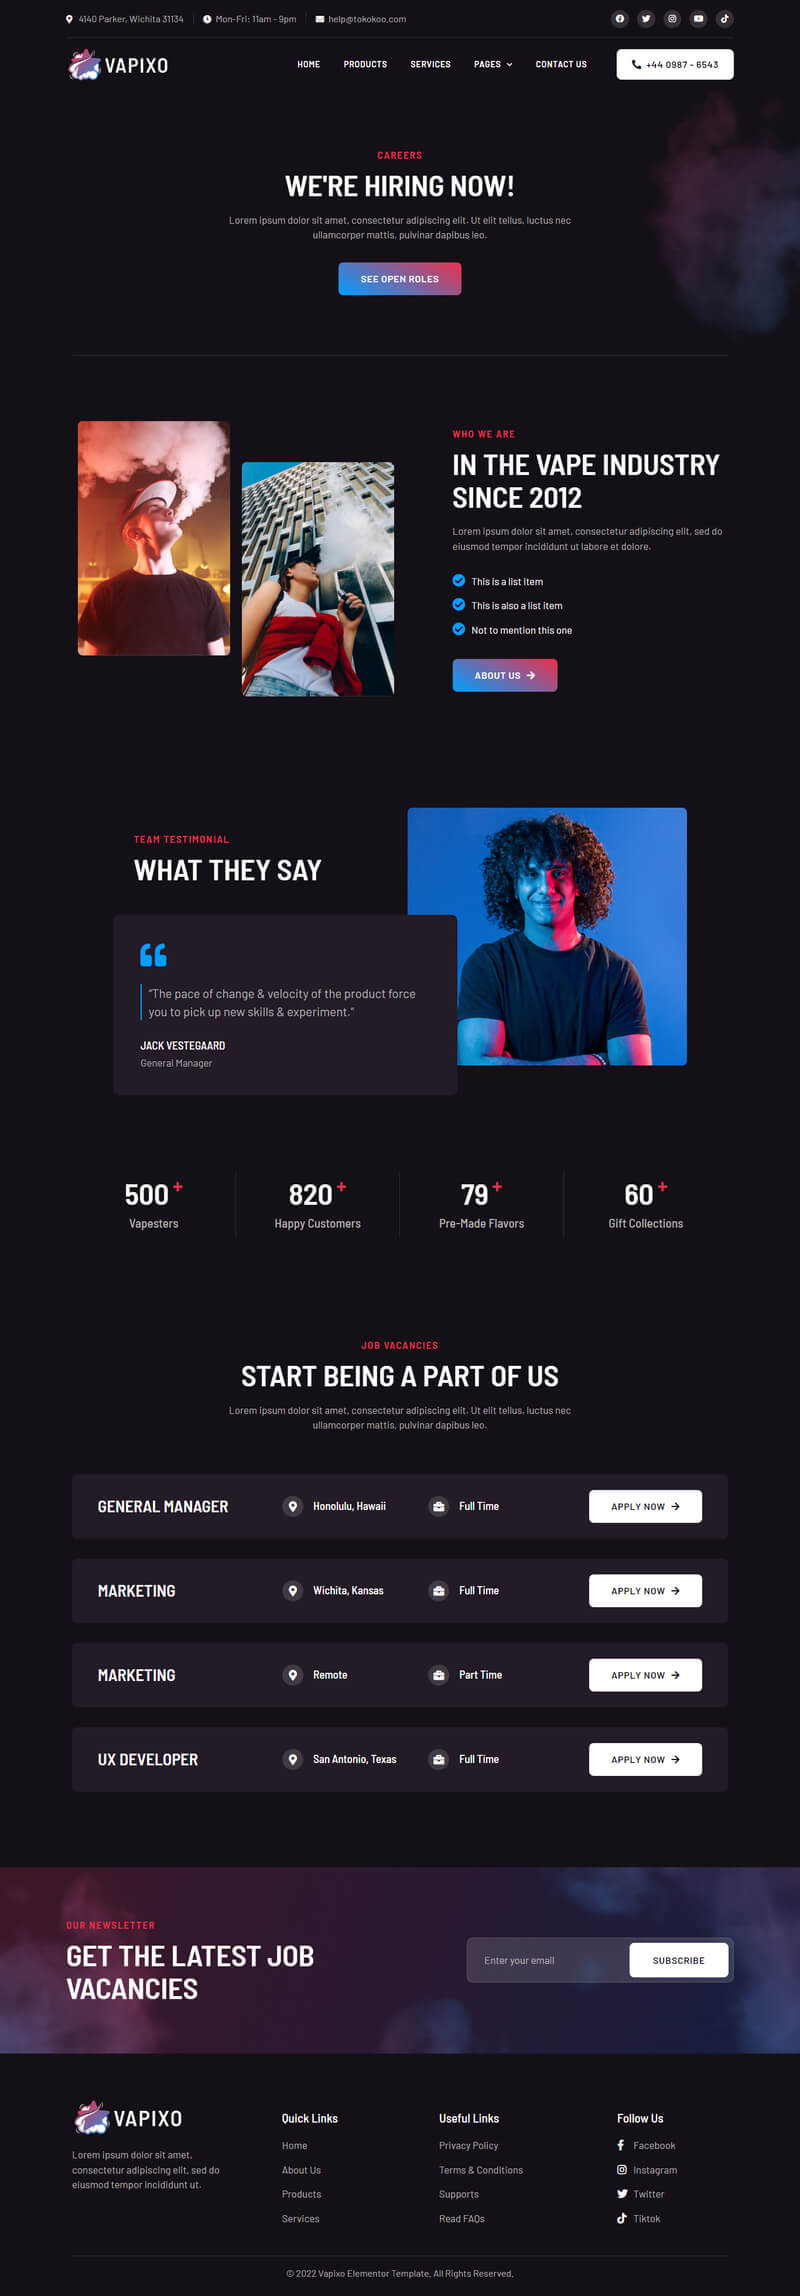 4140 Parker, Wichita 31134
Mon-Fri: 11am - 9pm
help@tokokoo.com
VAPIXO
HOME
PRODUCTS
SERVICES
PAGES
CONTACT US
+44 0987 - 6543
CAREERS
WE'RE HIRING NOW!
Lorem ipsum dolor sit amet, consectetur adipiscing elit. Ut elit tellus, luctus nec
ullamcorper mattis, pulvinar dapibus leo.
SEE OPEN ROLES
WHO WE ARE
IN THE VAPE INDUSTRY
SINCE 2012
Lorem ipsum dolor sit amet, consectetur adipiscing elit, sed do
eiusmod tempor incididunt ut labore et dolore.
This is a list item
This is also a list item
Not to mention this one
ABOUT US
TEAM TESTIMONIAL
WHAT THEY SAY
“The pace of change & velocity of the product force
you to pick up new skills & experiment.”
JACK VESTEGAARD
General Manager
500 +
Vapesters
820 +
Happy Customers
79 +
Pre-Made Flavors
60 +
Gift Collections
JOB VACANCIES
START BEING A PART OF US
Lorem ipsum dolor sit amet, consectetur adipiscing elit. Ut elit tellus, luctus nec
ullamcorper mattis, pulvinar dapibus leo.
GENERAL MANAGER
Honolulu, Hawaii
Full Time
APPLY NOW
MARKETING
Wichita, Kansas
Full Time
APPLY NOW
MARKETING
Remote
Part Time
APPLY NOW
UX DEVELOPER
San Antonio, Texas
Full Time
APPLY NOW
OUR NEWSLETTER
GET THE LATEST JOB
VACANCIES
Enter your email
SUBSCRIBE
VAPIXO
Lorem ipsum dolor sit amet,
consectetur adipiscing elit, sed do
eiusmod tempor incididunt ut.
Quick Links
Home
About Us
Products
Services
Useful Links
Privacy Policy
Terms & Conditions
Supports
Read FAQs
Follow Us
Facebook
Instagram
Twitter
Tiktok
© 2022 Vapixo Elementor Template. All Rights Reserved.